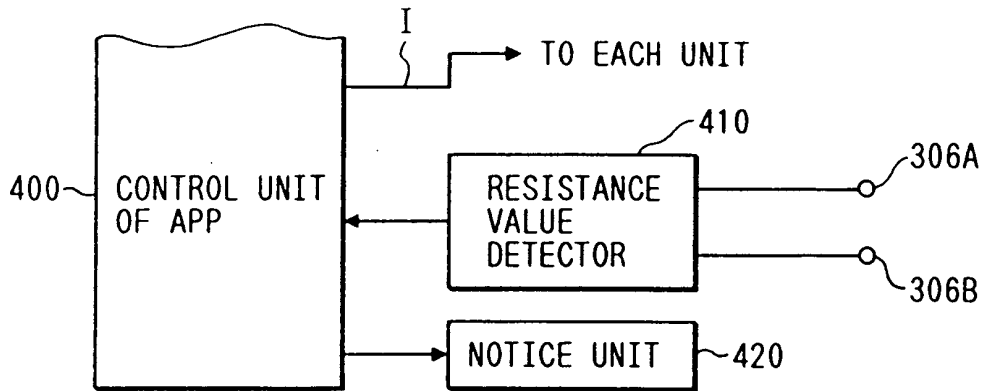 I
TO EACH UNIT
410
306A
400
CONTROL UNIT
OF APP
RESISTANCE
VALUE
DETECTOR
306B
NOTICE UNIT
420